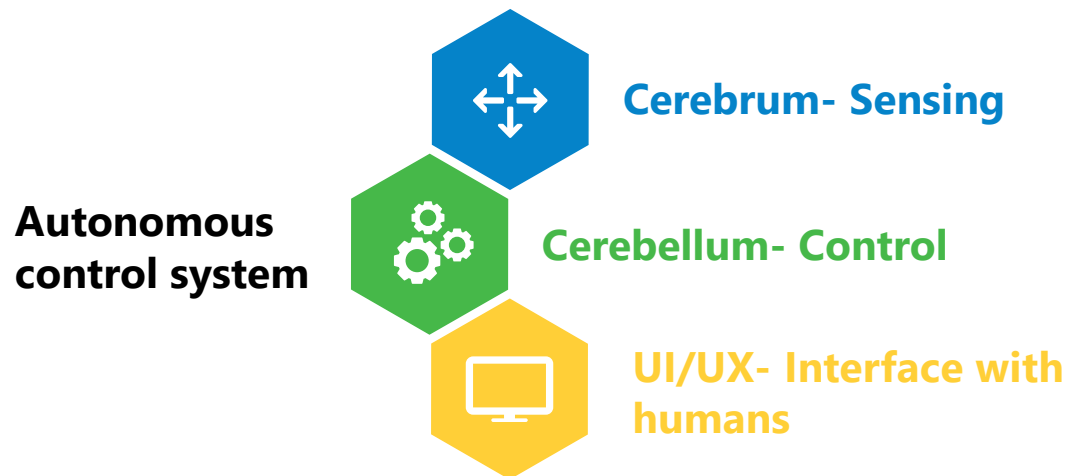 Cerebrum- Sensing
Autonomous
control system
Cerebellum- Control
UI/UX- Interface with
humans